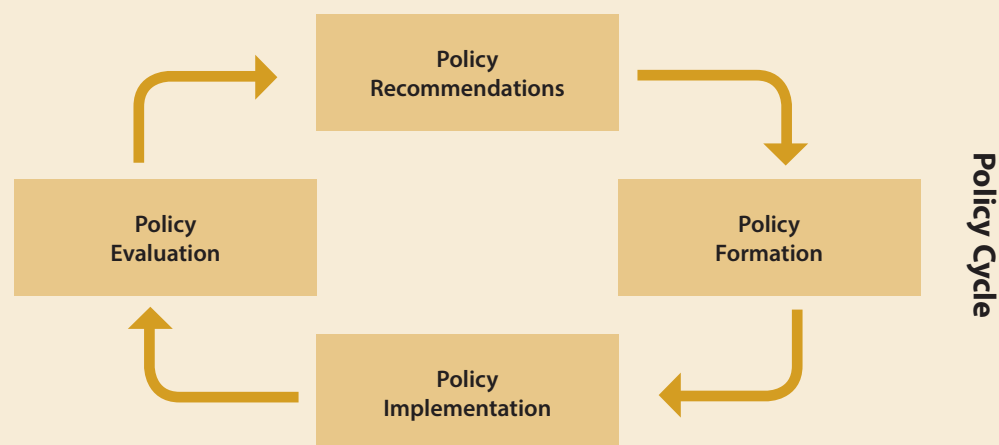 Policy
Recommendations
Policy
Evaluation
Policy
Formation
Policy
Implementation
Policy Cycle